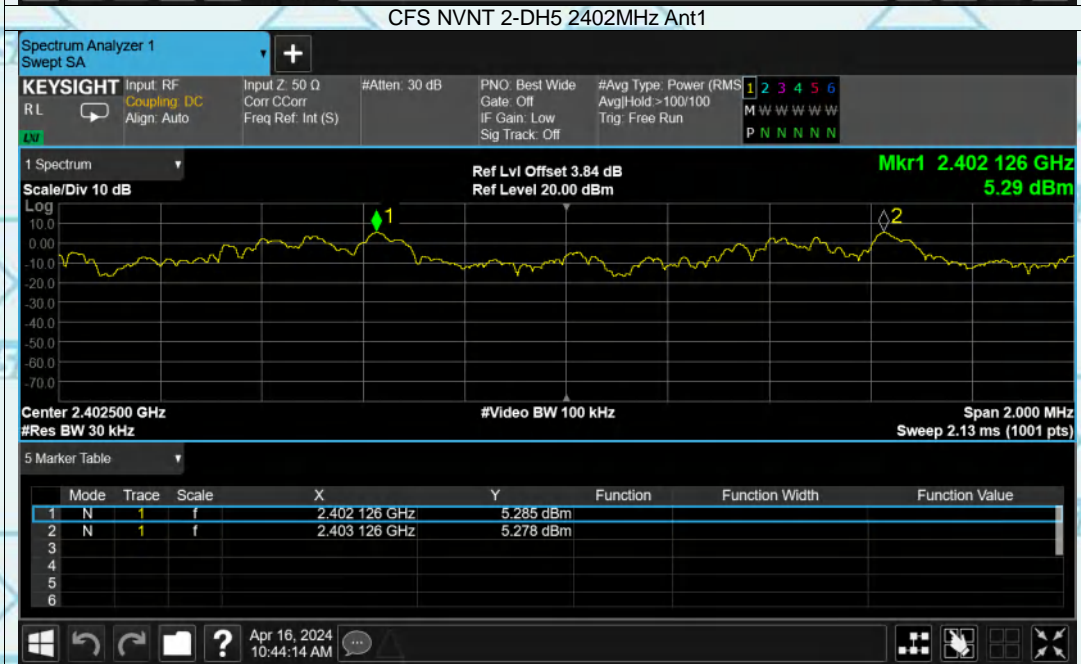 CFS NVNT 2-DH5 2402MHz Ant1
Spectrum Analyzer 1
Swept SA
+
KEYSIGHT Input: RF Input Z: 50 Ω #Atten: 30 dB PNO: Best Wide #Avg Type: Power (RMS 1 2 3 4 5 6
RL Coupling: DC Corr CCorr Gate: Off Avg|Hold:>100/100 M W W W W W
Align: Auto Freq Ref: Int (S) IF Gain: Low Trig: Free Run
LXI Sig Track: Off P N N N N N
1 Spectrum Ref Lvl Offset 3.84 dB Mkr1 2.402 126 GHz
Scale/Div 10 dB Ref Level 20.00 dBm 5.29 dBm
Log
10.0 1 2
0.00
-10.0
-20.0
-30.0
-40.0
-50.0
-60.0
-70.0
Center 2.402500 GHz #Video BW 100 kHz Span 2.000 MHz
#Res BW 30 kHz Sweep 2.13 ms (1001 pts)
5 Marker Table
Mode Trace Scale X Y Function Function Width Function Value
1 N 1 f 2.402 126 GHz 5.285 dBm
2 N 1 f 2.403 126 GHz 5.278 dBm
3
4
5
6
? Apr 16, 2024
10:44:14 AM